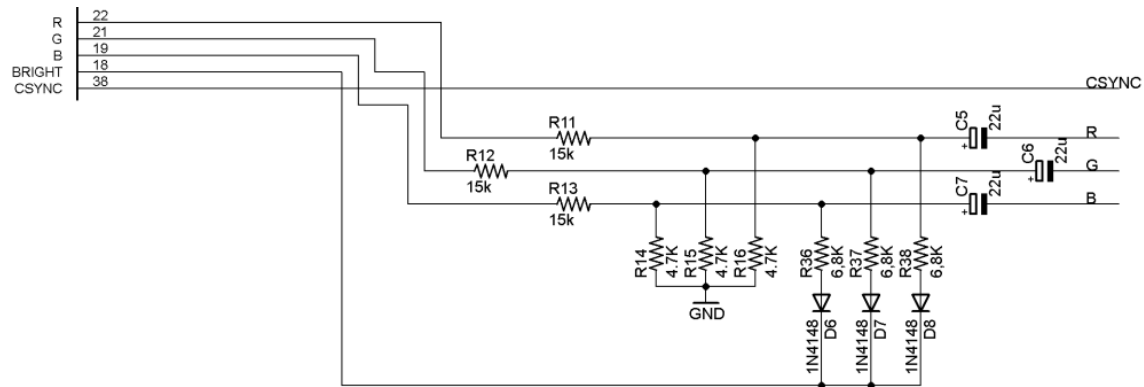 R 22
G 21
B 19
BRIGHT 18
CSYNC 38
CSYNC
R11
15k
C5
22u
R
R12
15k
C6
22u
G
R13
15k
C7
22u
B
R14
4.7K
R15
4.7K
R16
4.7K
R36
6,8K
R37
6,8K
R38
6,8K
GND
1N4148
D6
1N4148
D7
1N4148
D8